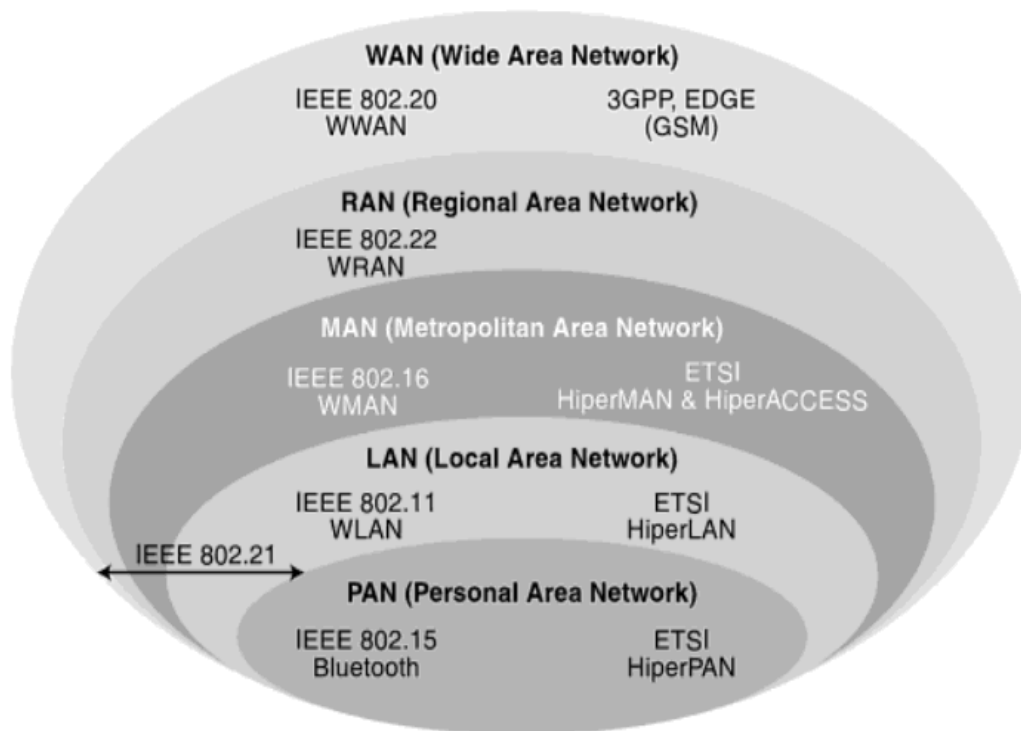 WAN (Wide Area Network)
IEEE 802.20
WWAN
3GPP, EDGE
(GSM)
RAN (Regional Area Network)
IEEE 802.22
WRAN
MAN (Metropolitan Area Network)
IEEE 802.16
WMAN
ETSI
HiperMAN & HiperACCESS
LAN (Local Area Network)
IEEE 802.11
WLAN
ETSI
HiperLAN
IEEE 802.21
PAN (Personal Area Network)
IEEE 802.15
Bluetooth
ETSI
HiperPAN